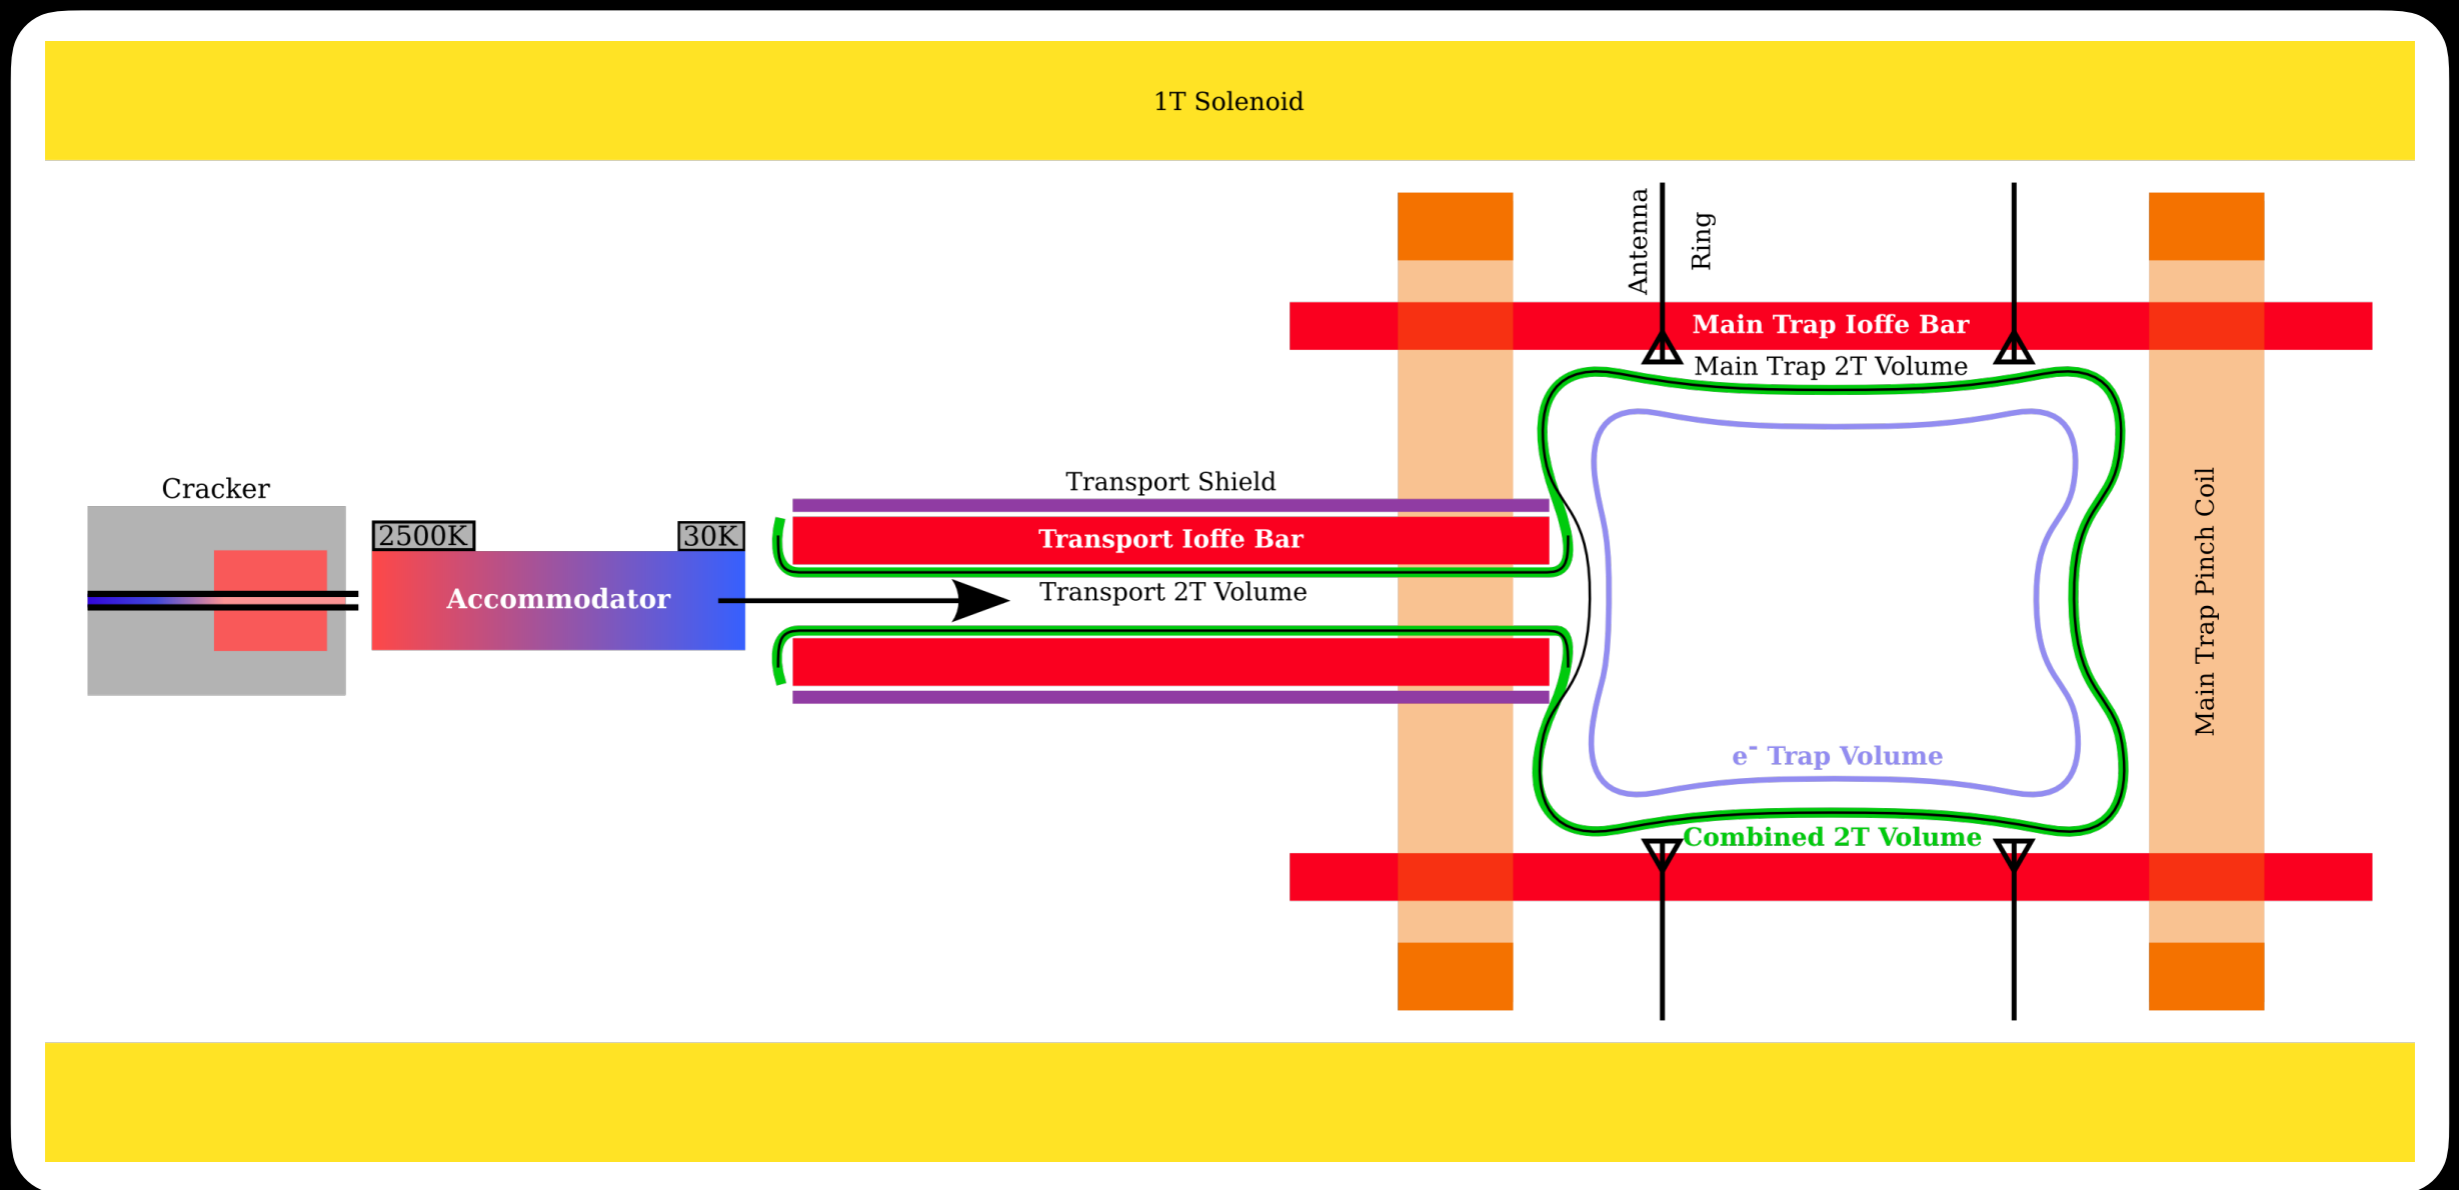 1T Solenoid
Antenna
Ring
Main Trap Ioffe Bar
Main Trap 2T Volume
Cracker
2500K
30K
Accommodator
Transport Shield
Transport Ioffe Bar
Transport 2T Volume
Main Trap Pinch Coil
e⁻ Trap Volume
Combined 2T Volume